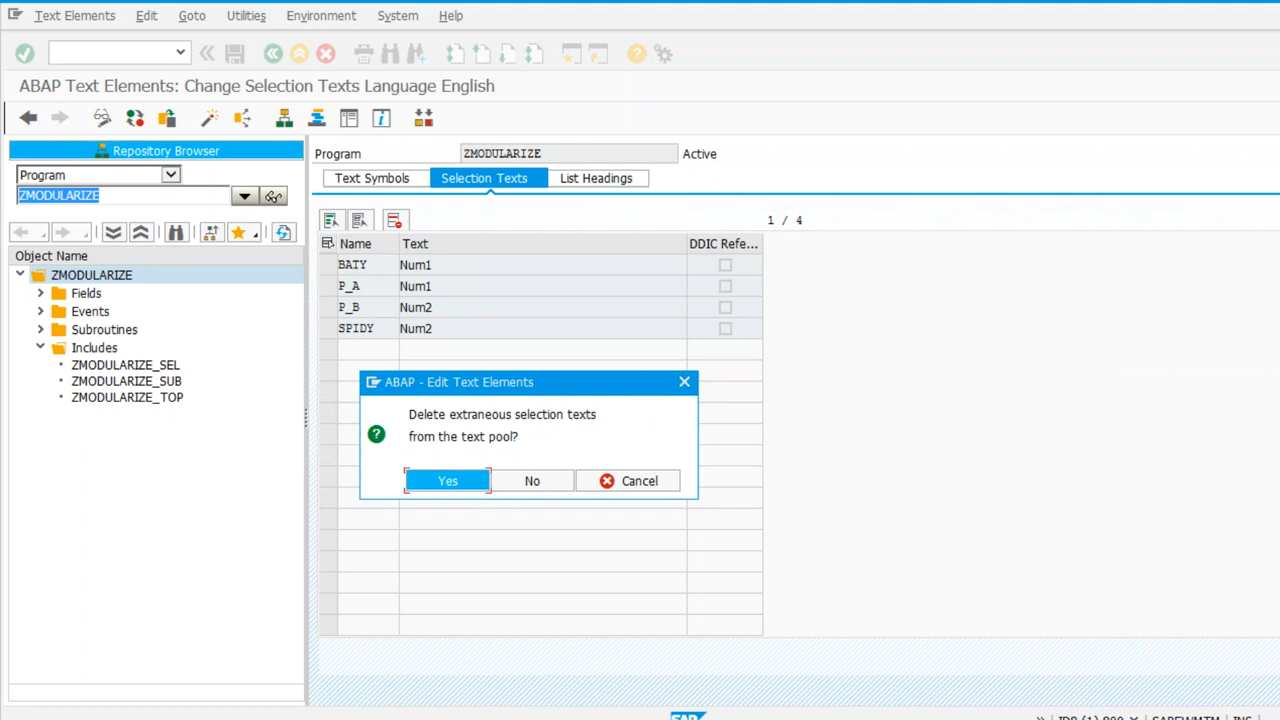 Text Elements Edit Goto Utilities Environment System Help
ABAP Text Elements: Change Selection Texts Language English
Repository Browser
Program
ZMODULARIZE
Object Name
ZMODULARIZE
Fields
Events
Subroutines
Includes
ZMODULARIZE_SEL
ZMODULARIZE_SUB
ZMODULARIZE_TOP
Program ZMODULARIZE Active
Text Symbols Selection Texts List Headings
1 / 4
Name Text DDIC Refe...
BATY Num1
P_A Num1
P_B Num2
SPIDY Num2
ABAP - Edit Text Elements
Delete extraneous selection texts
from the text pool?
Yes No Cancel
SAP